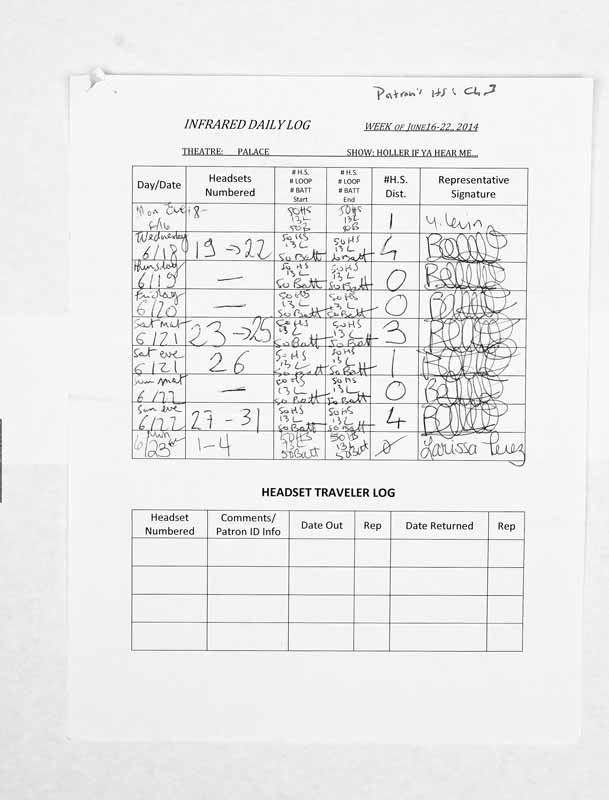 Patron's HS: Ch 3
INFRARED DAILY LOG WEEK OF JUNE16-22, 2014
THEATRE: PALACE SHOW: HOLLER IF YA HEAR ME...
Day/Date Headsets Numbered # H.S. # LOOP # BATT Start # H.S. # LOOP # BATT End #H.S. Dist. Representative Signature
Mon Eve 6/16 18- 50HS 13L 50B 50HS 13L 50B 1 Y. Levin
Wednesday 6/18 19→22 50HS 13L 50Batt 50HS 13L 50Batt 4
Thursday 6/19 — 50HS 13L 50Batt 50HS 13L 50Batt 0
Friday 6/20 — 50HS 13L 50Batt 50HS 13L 50Batt 0
Sat mat 6/21 23→25 50HS 13L 50Batt 50HS 13L 50Batt 3
Sat eve 6/21 26 50HS 13L 50Batt 50HS 13L 50Batt 1
Sun mat 6/22 — 50HS 13L 50Batt 50HS 13L 50Batt 0
Sun eve 6/22 27-31 50HS 13L 50Batt 50HS 13L 50Batt 4
6/23 1-4 50HS 13L 50Batt 50HS 13L 50Batt 0 Larissa Perez
HEADSET TRAVELER LOG
Headset Numbered Comments/ Patron ID Info Date Out Rep Date Returned Rep